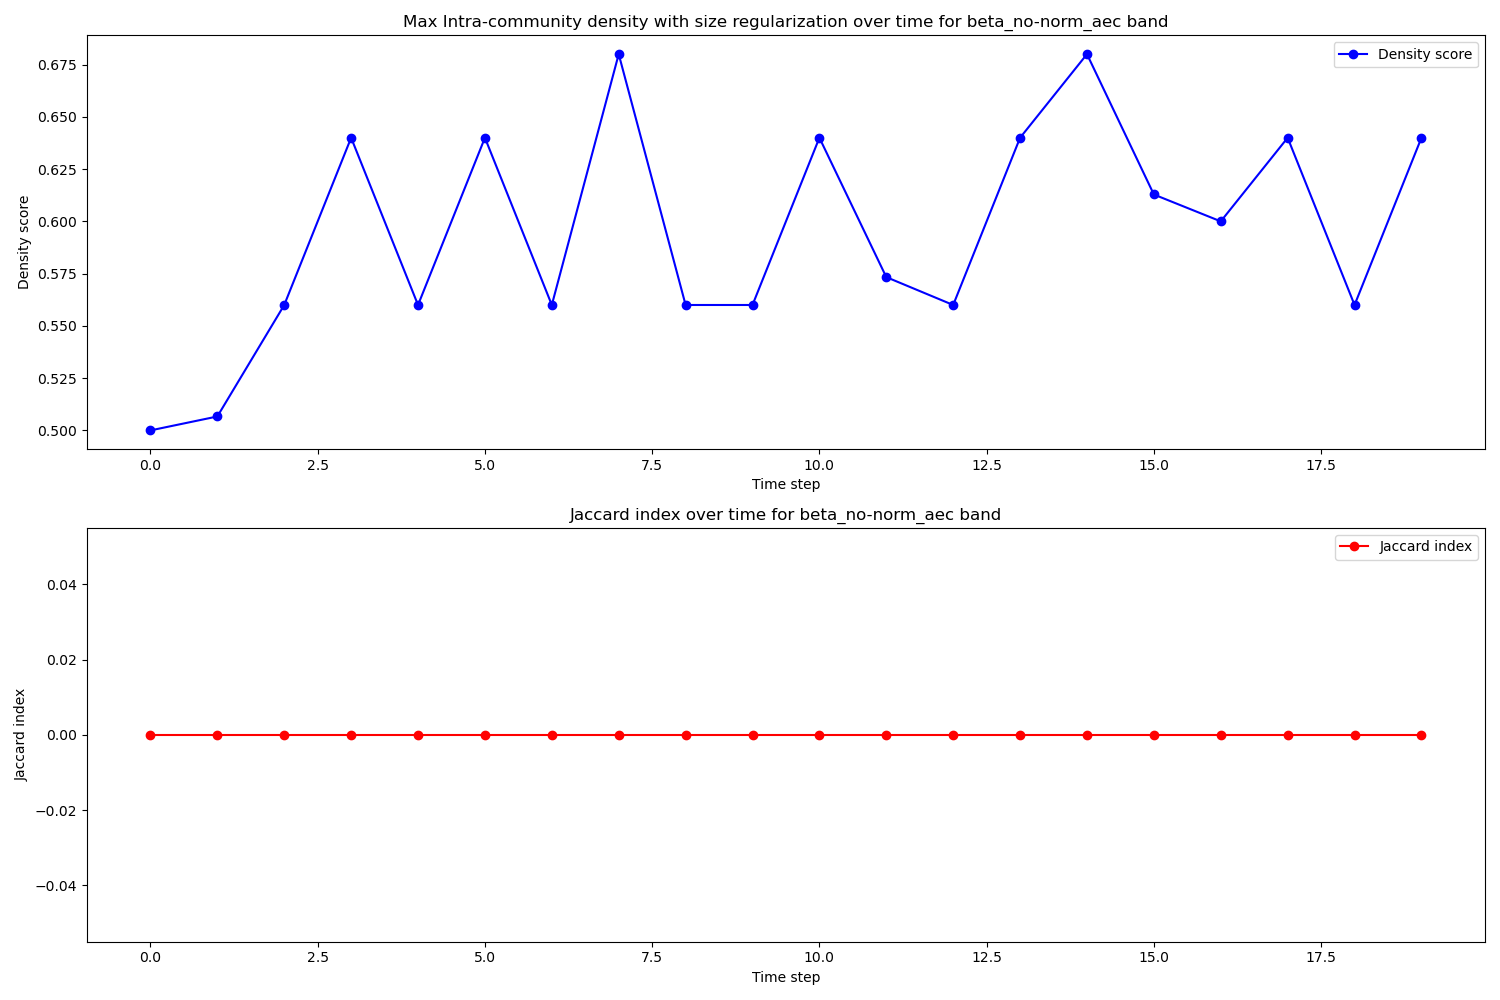 Max Intra-community density with size regularization over time for beta_no-norm_aec band
Density score
0.675
0.650
0.625
0.600
0.575
0.550
0.525
0.500
Density score
0.0 2.5 5.0 7.5 10.0 12.5 15.0 17.5
Time step
Jaccard index over time for beta_no-norm_aec band
Jaccard index
0.04
0.02
0.00
−0.02
−0.04
Jaccard index
0.0 2.5 5.0 7.5 10.0 12.5 15.0 17.5
Time step